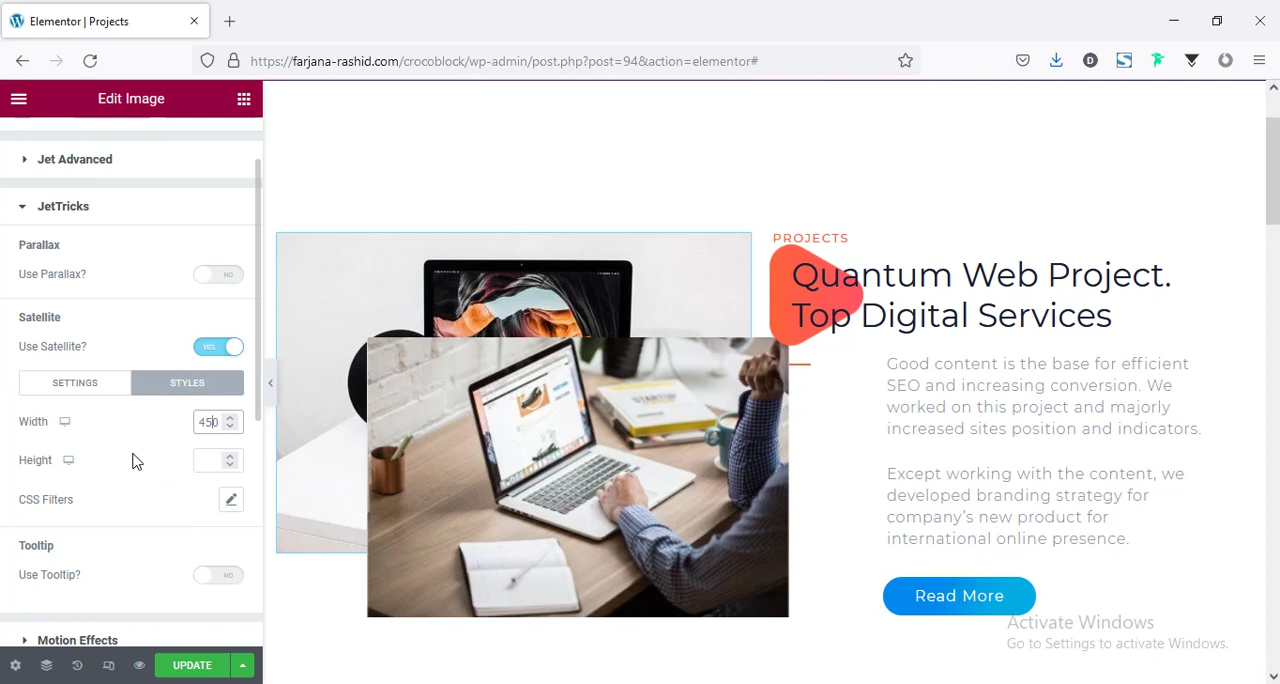 Elementor | Projects
https://farjana-rashid.com/crocoblock/wp-admin/post.php?post=94&action=elementor#
Edit Image
Jet Advanced
JetTricks
Parallax
Use Parallax?
NO
Satellite
Use Satellite?
YES
SETTINGS
STYLES
Width
450
Height
CSS Filters
Tooltip
Use Tooltip?
NO
Motion Effects
UPDATE
PROJECTS
Quantum Web Project.
Top Digital Services
Good content is the base for efficient
SEO and increasing conversion. We
worked on this project and majorly
increased sites position and indicators.
Except working with the content, we
developed branding strategy for
company’s new product for
international online presence.
Read More
STARTUP
Activate Windows
Go to Settings to activate Windows.